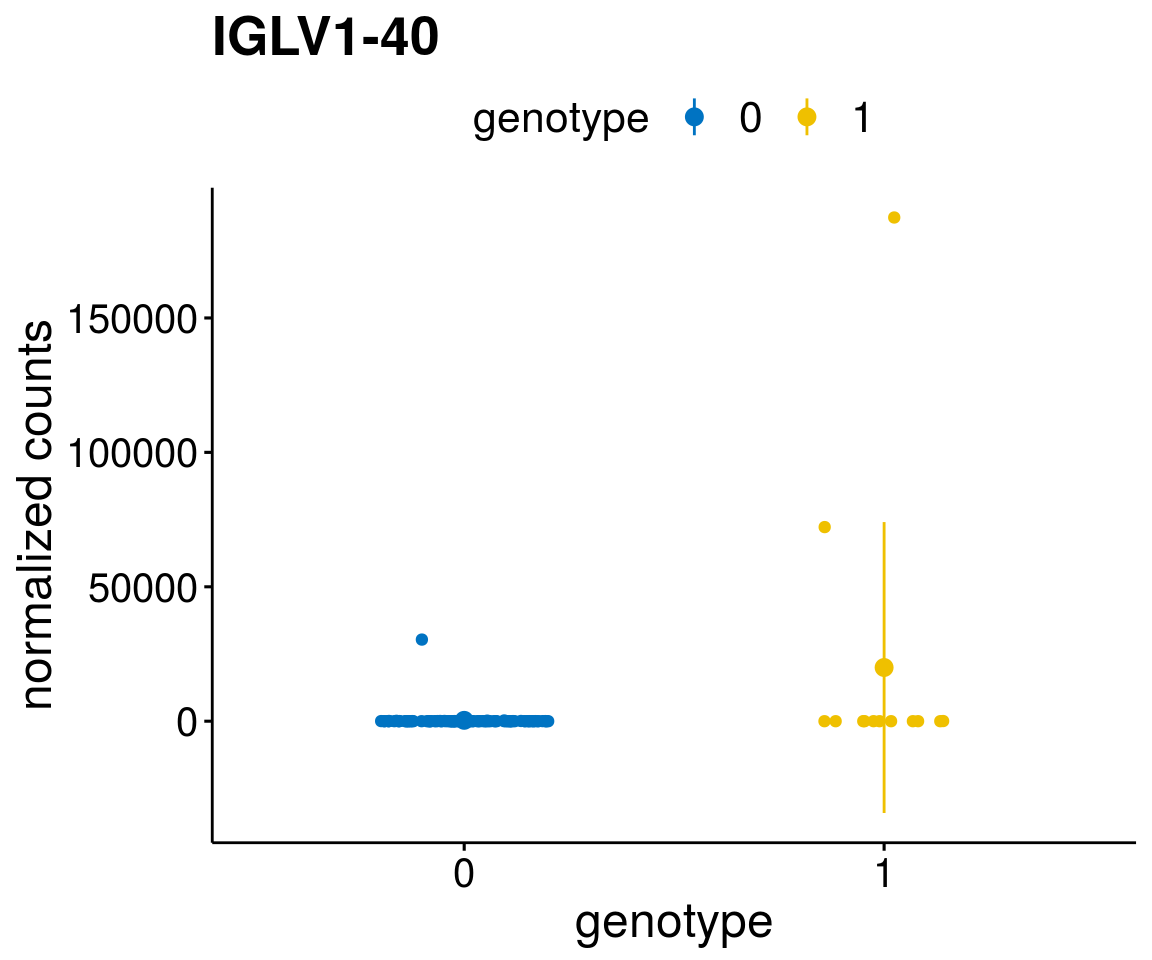 IGLV1-40
genotype 0 1
normalized counts
150000
100000
50000
0
0 1
genotype